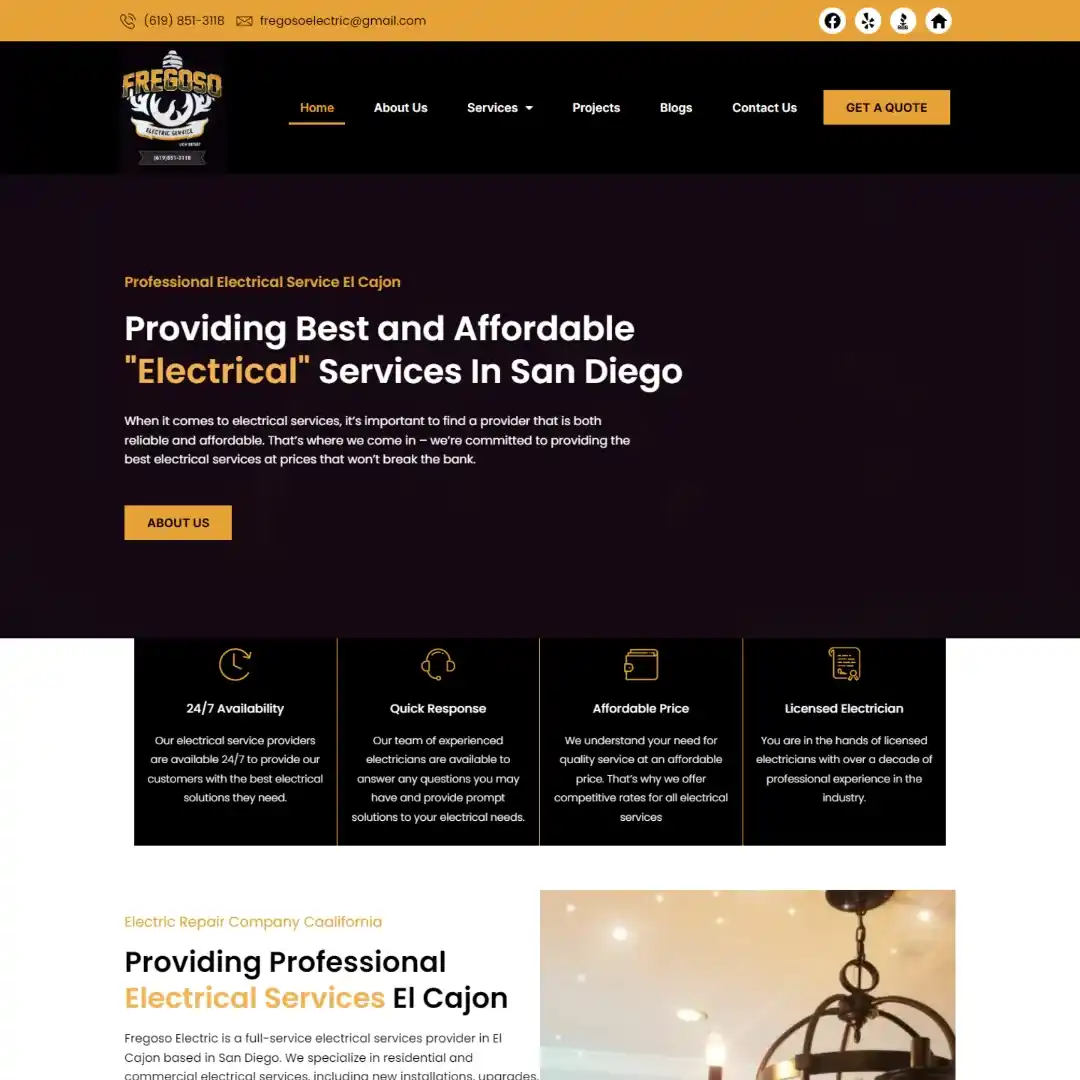 (619) 851-3118 fregosoelectric@gmail.com
FREGOSO
ELECTRIC SERVICE
(619)851-3118
Home About Us Services Projects Blogs Contact Us GET A QUOTE
Professional Electrical Service El Cajon
Providing Best and Affordable
"Electrical" Services In San Diego
When it comes to electrical services, it's important to find a provider that is both
reliable and affordable. That's where we come in – we're committed to providing the
best electrical services at prices that won't break the bank.
ABOUT US
24/7 Availability
Our electrical service providers
are available 24/7 to provide our
customers with the best electrical
solutions they need.
Quick Response
Our team of experienced
electricians are available to
answer any questions you may
have and provide prompt
solutions to your electrical needs.
Affordable Price
We understand your need for
quality service at an affordable
price. That's why we offer
competitive rates for all electrical
services
Licensed Electrician
You are in the hands of licensed
electricians with over a decade of
professional experience in the
industry.
Electric Repair Company Caalifornia
Providing Professional
Electrical Services El Cajon
Fregoso Electric is a full-service electrical services provider in El
Cajon based in San Diego. We specialize in residential and
commercial electrical services, including new installations, upgrades,